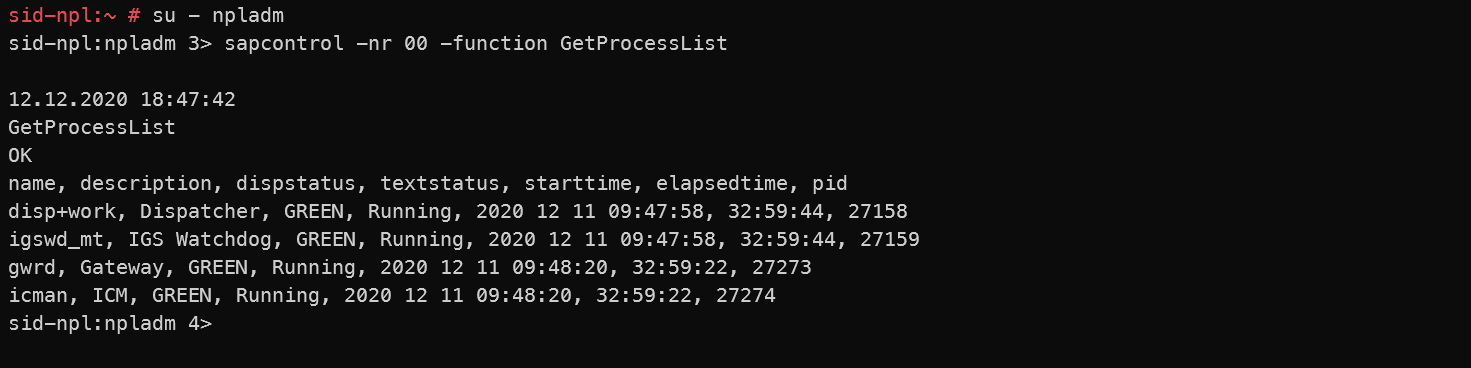 sid-npl:~ # su - npladm
sid-npl:npladm 3> sapcontrol -nr 00 -function GetProcessList
12.12.2020 18:47:42
GetProcessList
OK
name, description, dispstatus, textstatus, starttime, elapsedtime, pid
disp+work, Dispatcher, GREEN, Running, 2020 12 11 09:47:58, 32:59:44, 27158
igswd_mt, IGS Watchdog, GREEN, Running, 2020 12 11 09:47:58, 32:59:44, 27159
gwrd, Gateway, GREEN, Running, 2020 12 11 09:48:20, 32:59:22, 27273
icman, ICM, GREEN, Running, 2020 12 11 09:48:20, 32:59:22, 27274
sid-npl:npladm 4>